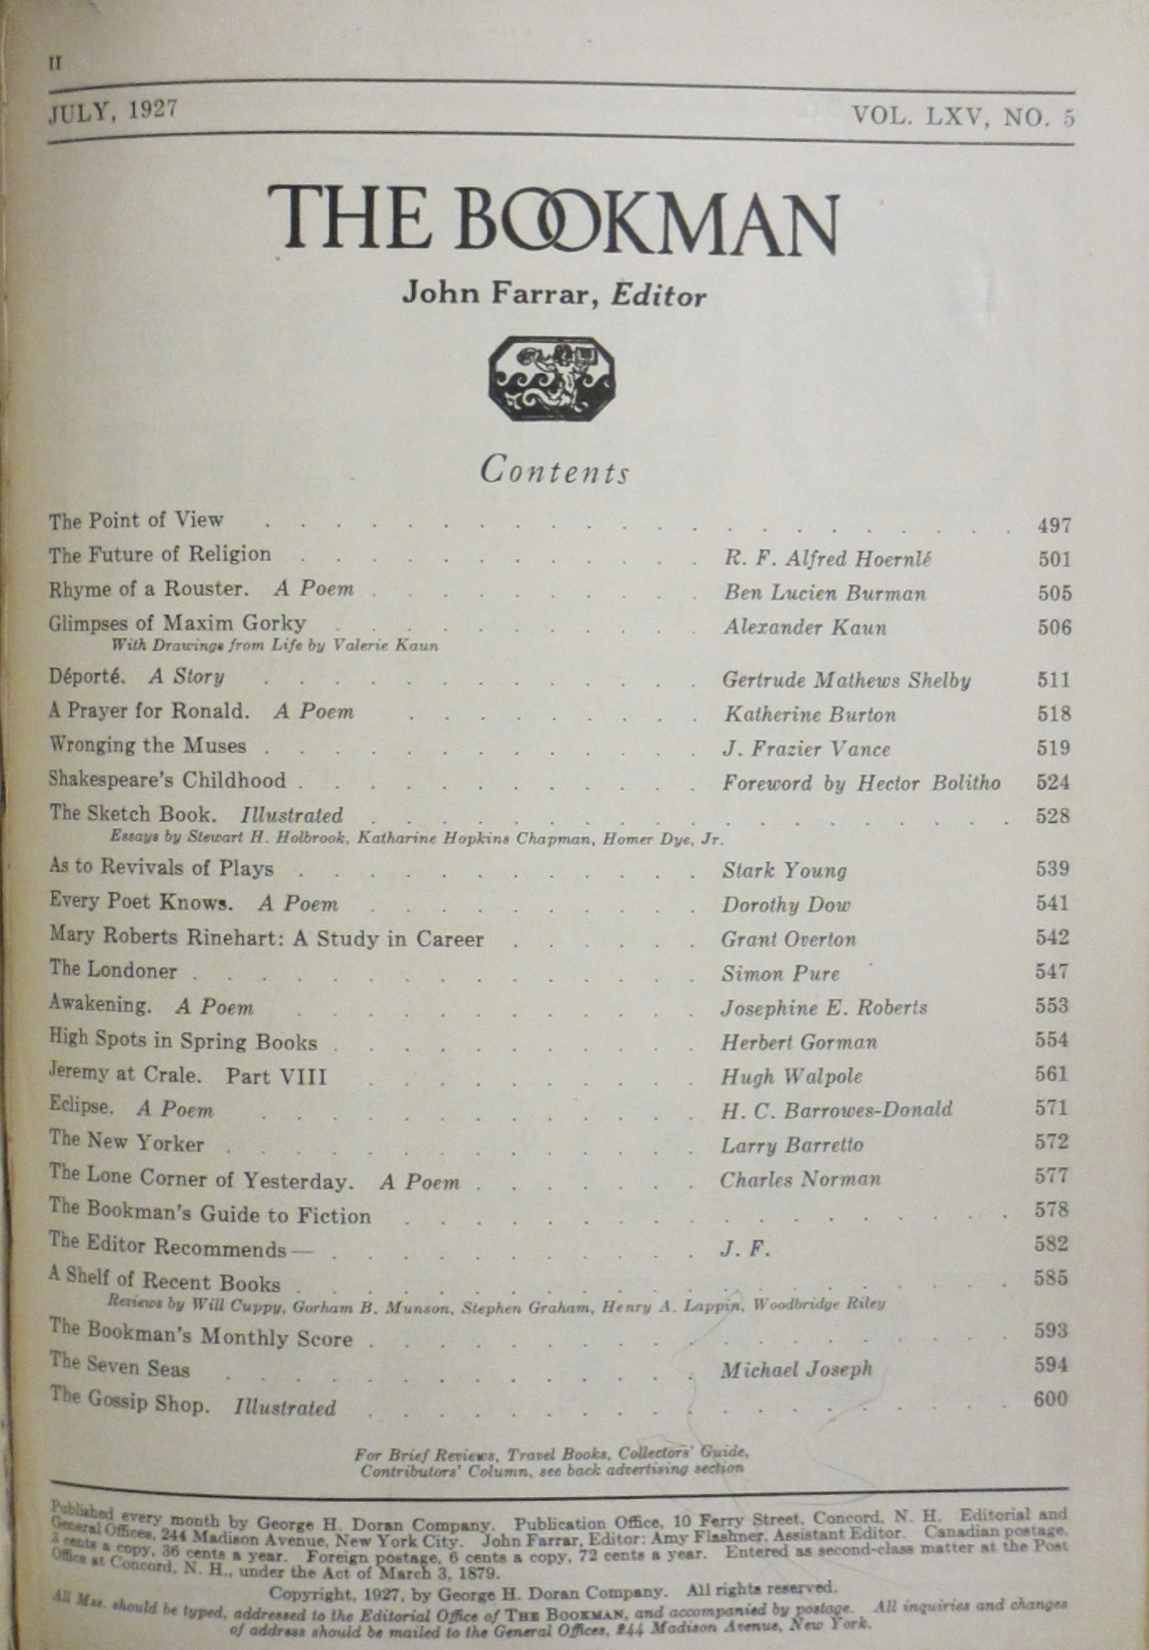 II
JULY, 1927 VOL. LXV, NO. 5
THE BOOKMAN
John Farrar, Editor
Contents
The Point of View . . . 497
The Future of Religion . . . R. F. Alfred Hoernlé 501
Rhyme of a Rouster. A Poem . . . Ben Lucien Burman 505
Glimpses of Maxim Gorky . . . Alexander Kaun 506
With Drawings from Life by Valerie Kaun
Déporté. A Story . . . Gertrude Mathews Shelby 511
A Prayer for Ronald. A Poem . . . Katherine Burton 518
Wronging the Muses . . . J. Frazier Vance 519
Shakespeare's Childhood . . . Foreword by Hector Bolitho 524
The Sketch Book. Illustrated . . . 528
Essays by Stewart H. Holbrook, Katharine Hopkins Chapman, Homer Dye, Jr.
As to Revivals of Plays . . . Stark Young 539
Every Poet Knows. A Poem . . . Dorothy Dow 541
Mary Roberts Rinehart: A Study in Career . . . Grant Overton 542
The Londoner . . . Simon Pure 547
Awakening. A Poem . . . Josephine E. Roberts 553
High Spots in Spring Books . . . Herbert Gorman 554
Jeremy at Crale. Part VIII . . . Hugh Walpole 561
Eclipse. A Poem . . . H. C. Barrowes-Donald 571
The New Yorker . . . Larry Barretto 572
The Lone Corner of Yesterday. A Poem . . . Charles Norman 577
The Bookman's Guide to Fiction . . . 578
The Editor Recommends— . . . J. F. 582
A Shelf of Recent Books . . . 585
Reviews by Will Cuppy, Gorham B. Munson, Stephen Graham, Henry A. Lappin, Woodbridge Riley
The Bookman's Monthly Score . . . 593
The Seven Seas . . . Michael Joseph 594
The Gossip Shop. Illustrated . . . 600
For Brief Reviews, Travel Books, Collectors' Guide,
Contributors' Column, see back advertising section
Published every month by George H. Doran Company. Publication Office, 10 Ferry Street, Concord, N. H. Editorial and
General Offices, 244 Madison Avenue, New York City. John Farrar, Editor: Amy Flashner, Assistant Editor. Canadian postage,
3 cents a copy, 36 cents a year. Foreign postage, 6 cents a copy, 72 cents a year. Entered as second-class matter at the Post
Office at Concord, N. H., under the Act of March 3, 1879.
Copyright, 1927, by George H. Doran Company. All rights reserved.
All Mss. should be typed, addressed to the Editorial Office of THE BOOKMAN, and accompanied by postage. All inquiries and changes
of address should be mailed to the General Offices, 244 Madison Avenue, New York.